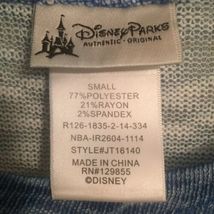 Disney PARKS
AUTHENTIC • ORIGINAL
SMALL
77%POLYESTER
21%RAYON
2%SPANDEX
R126-1835-2-14-334
NBA-IR2604-1114
STYLE#JT16140
MADE IN CHINA
RN#129855
©DISNEY